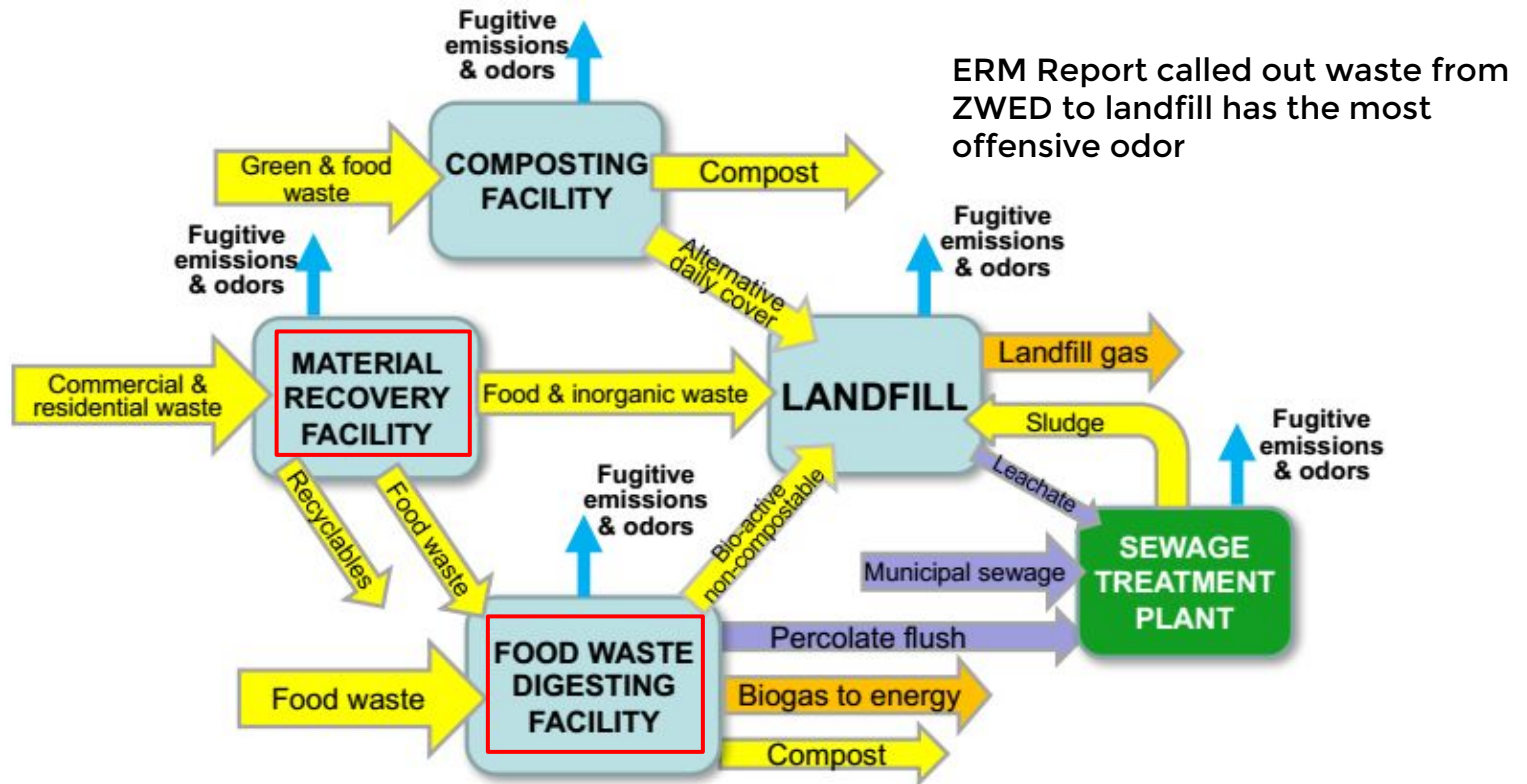 Fugitive
emissions
& odors
ERM Report called out waste from
ZWED to landfill has the most
offensive odor
Green & food
waste
COMPOSTING
FACILITY
Compost
Fugitive
emissions
& odors
Fugitive
emissions
& odors
Alternative
daily cover
Commercial &
residential waste
MATERIAL
RECOVERY
FACILITY
Food & inorganic waste
LANDFILL
Landfill gas
Sludge
Fugitive
emissions
& odors
Leachate
Recyclables
Food waste
Fugitive
emissions
& odors
Bio-active
non-compostable
Municipal sewage
SEWAGE
TREATMENT
PLANT
Food waste
FOOD WASTE
DIGESTING
FACILITY
Percolate flush
Biogas to energy
Compost